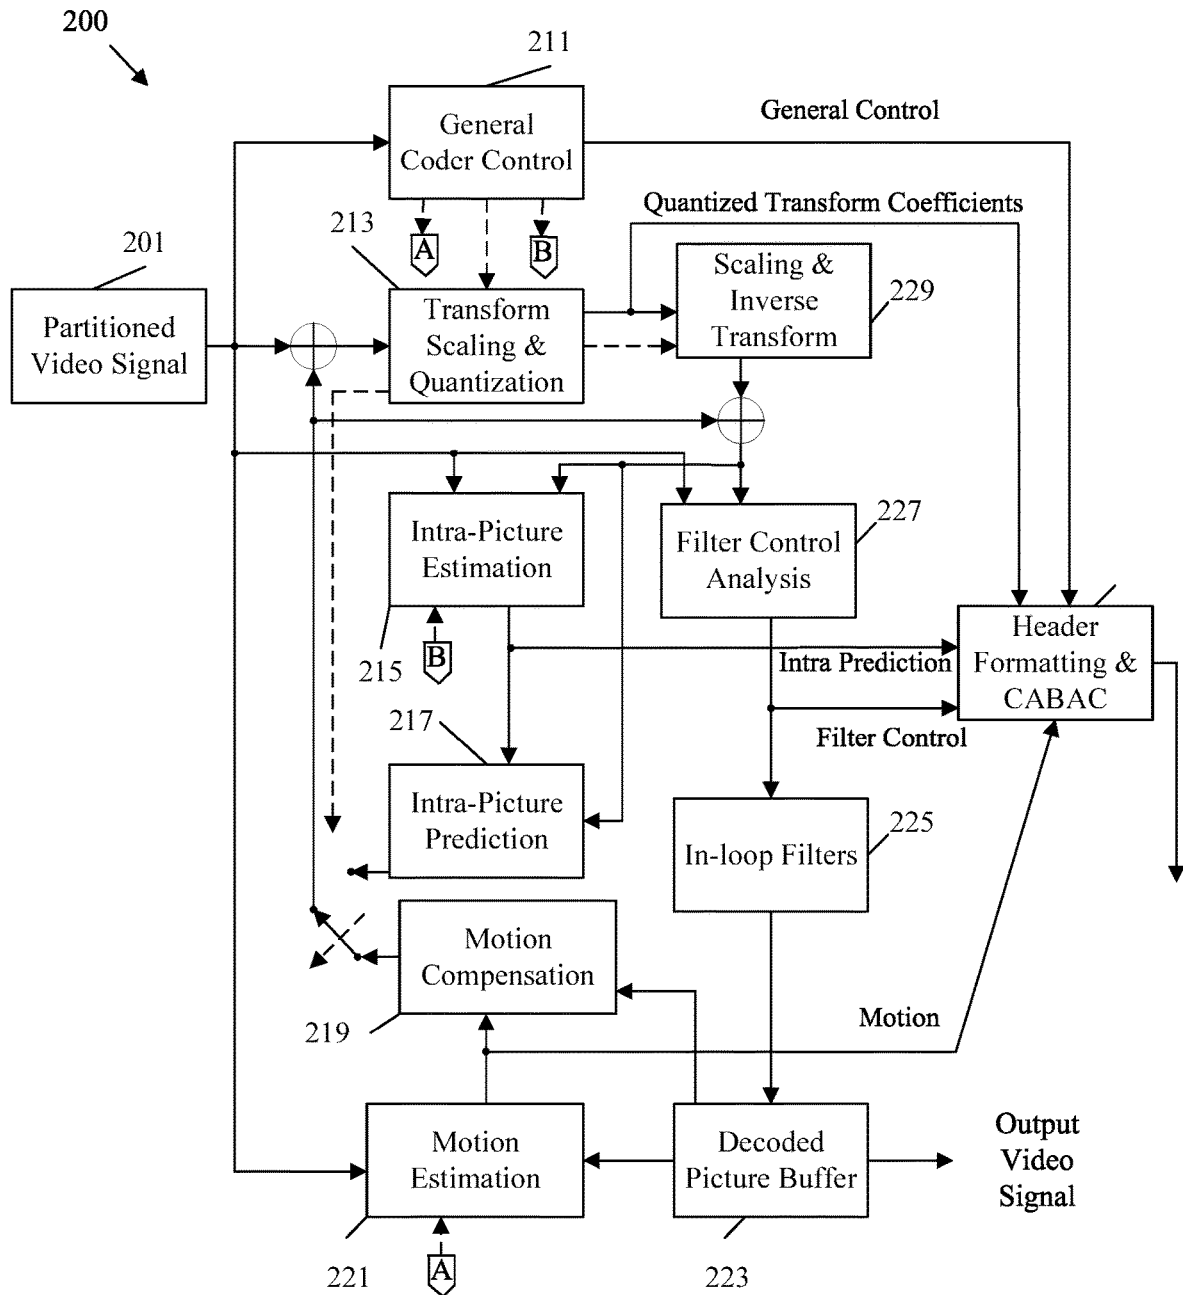 200
211
General
Coder Control
General Control
Quantized Transform Coefficients
213
A
B
201
Partitioned
Video Signal
Transform
Scaling &
Quantization
Scaling &
Inverse
Transform
229
Intra-Picture
Estimation
215
B
227
Filter Control
Analysis
Header
Formatting &
CABAC
Intra Prediction
Filter Control
217
Intra-Picture
Prediction
225
In-loop Filters
Motion
Compensation
219
Motion
Motion
Estimation
221
A
Decoded
Picture Buffer
223
Output
Video
Signal